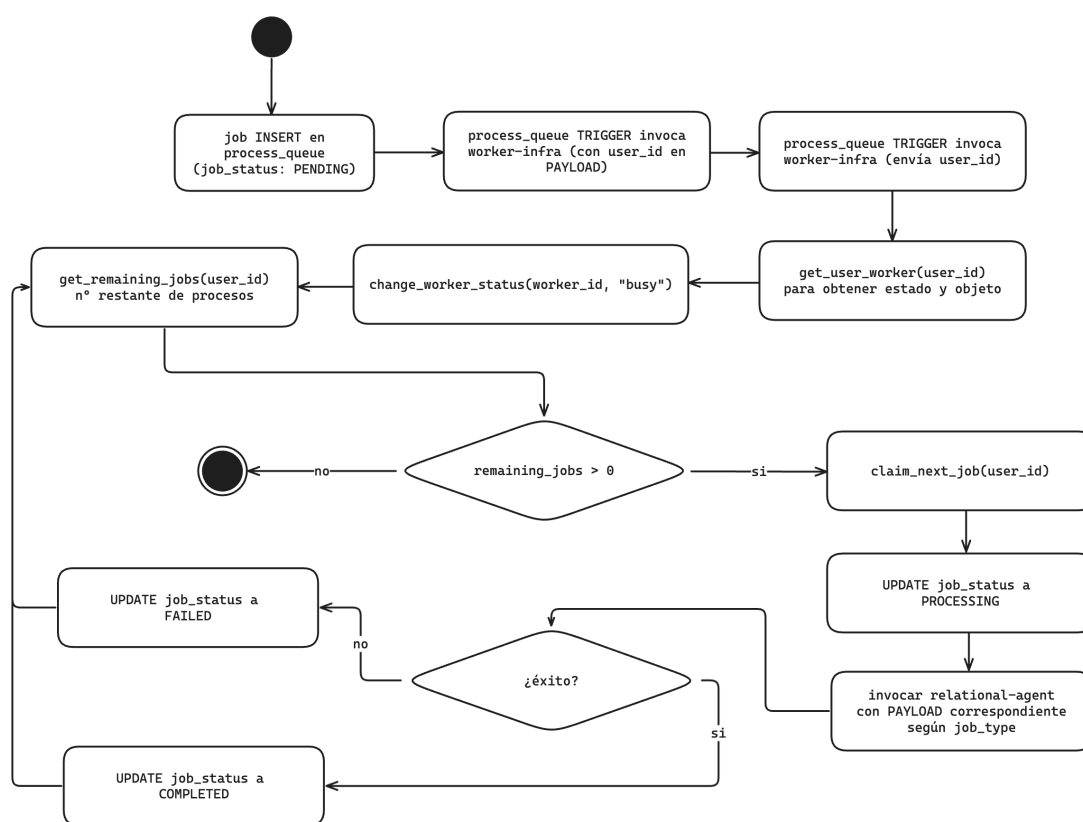 job INSERT en
process_queue
(job_status: PENDING)
process_queue TRIGGER invoca
worker-infra (con user_id en
PAYLOAD)
process_queue TRIGGER invoca
worker-infra (envía user_id)
get_remaining_jobs(user_id)
n° restante de procesos
change_worker_status(worker_id, "busy")
get_user_worker(user_id)
para obtener estado y objeto
no
remaining_jobs > 0
si
claim_next_job(user_id)
UPDATE job_status a
PROCESSING
UPDATE job_status a
FAILED
no
¿éxito?
si
invocar relational-agent
con PAYLOAD correspondiente
según job_type
UPDATE job_status a
COMPLETED